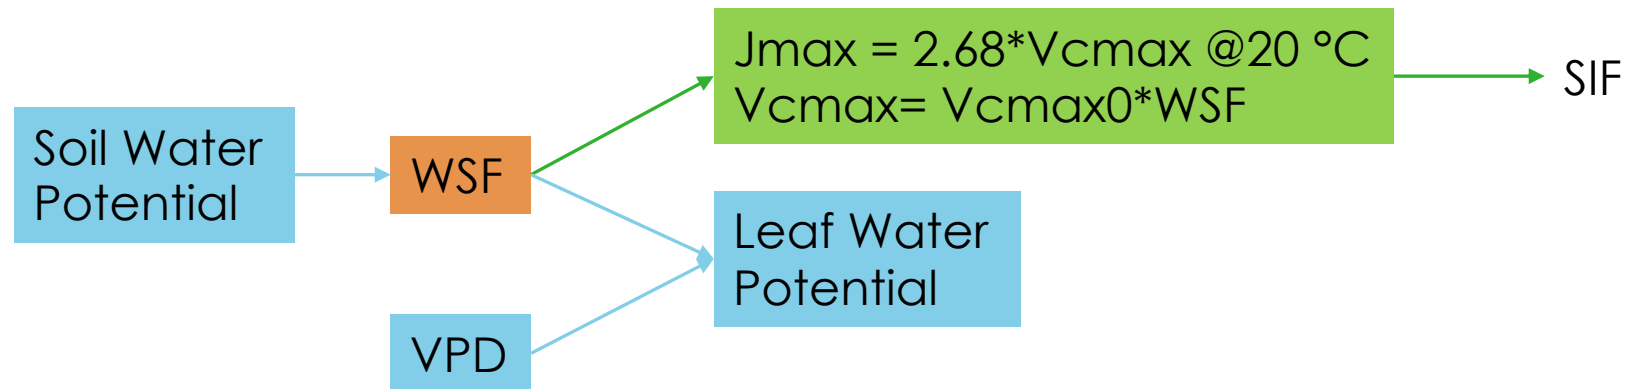 Soil Water
Potential
WSF
VPD
Jmax = 2.68*Vcmax @20 °C
Vcmax= Vcmax0*WSF
Leaf Water
Potential
SIF